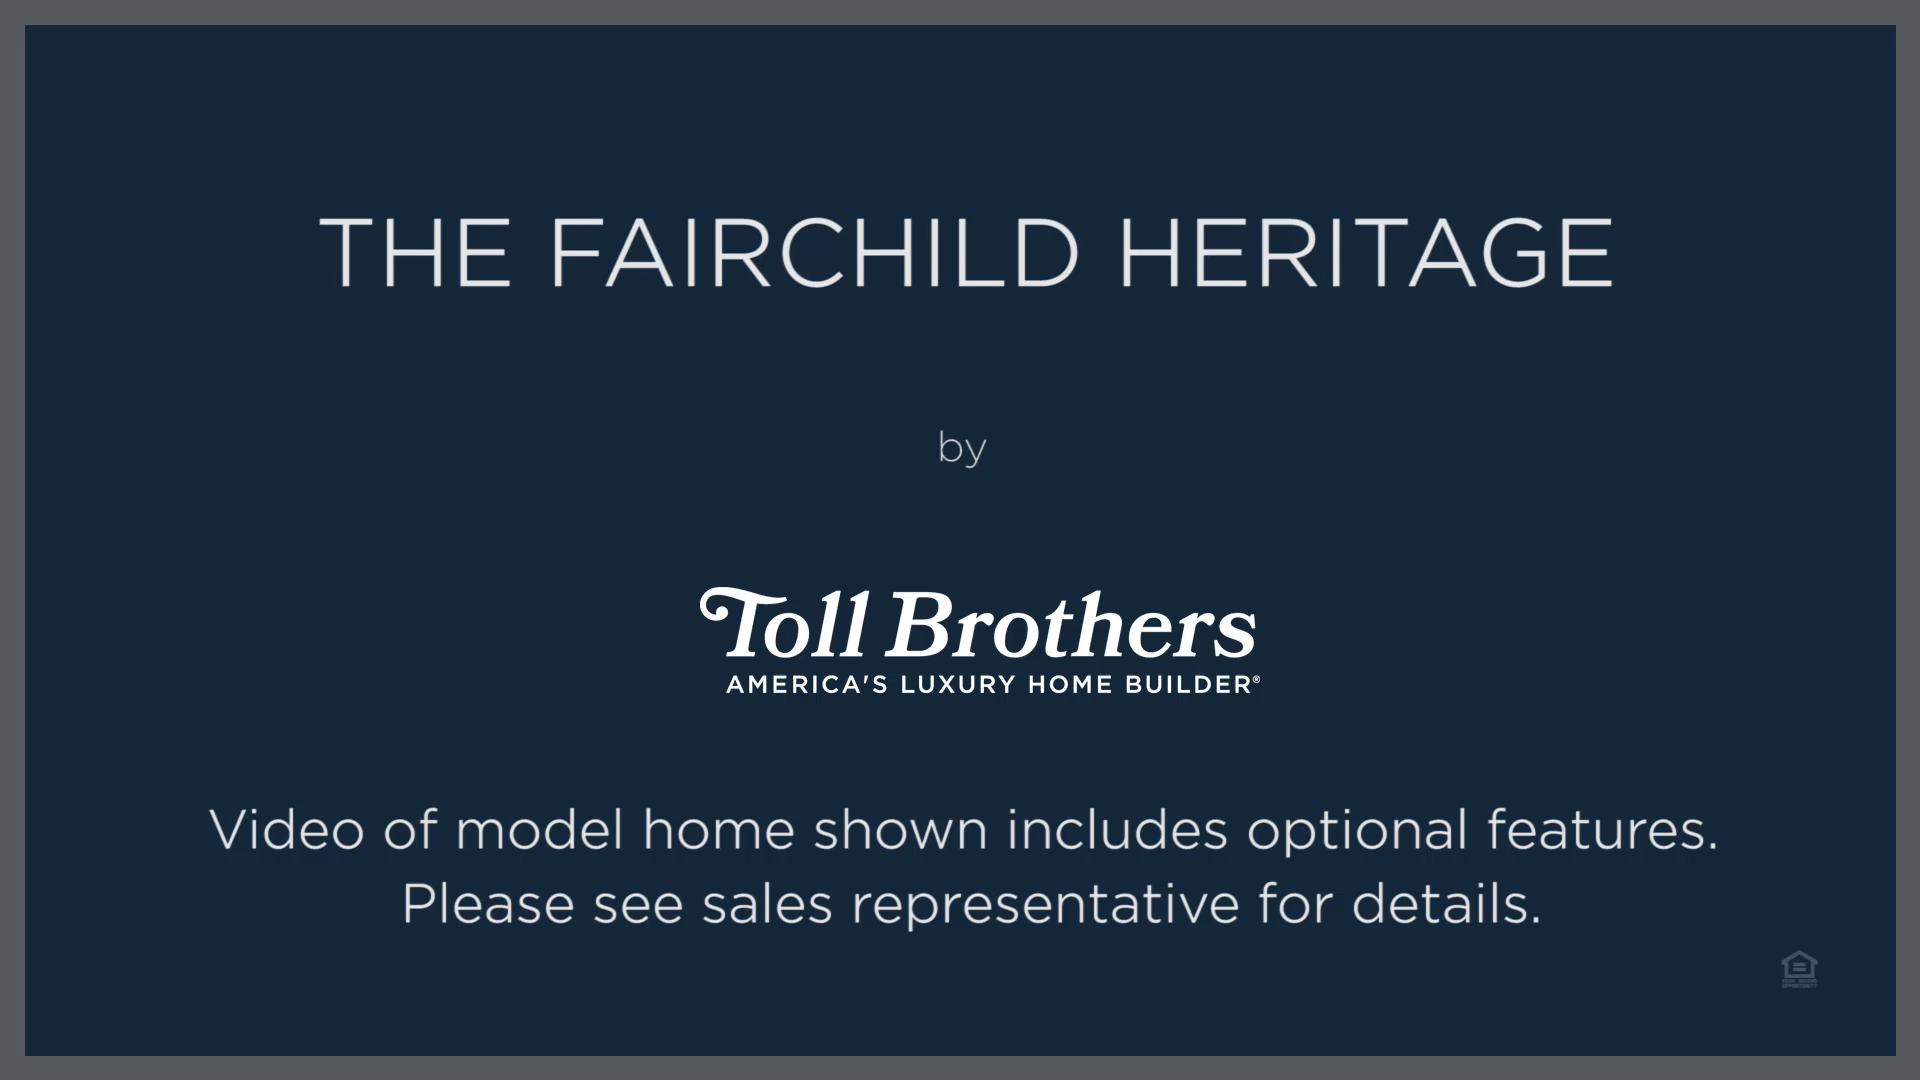 THE FAIRCHILD HERITAGE
by
Toll Brothers
AMERICA'S LUXURY HOME BUILDER®
Video of model home shown includes optional features.
Please see sales representative for details.